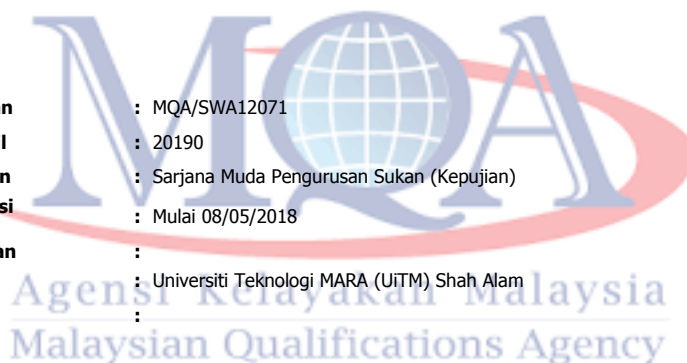 MQA
an : MQA/SWA12071
l : 20190
n : Sarjana Muda Pengurusan Sukan (Kepujian)
si : Mulai 08/05/2018
an :
: Universiti Teknologi MARA (UiTM) Shah Alam
:
Agensi Kelayakan Malaysia
Malaysian Qualifications Agency